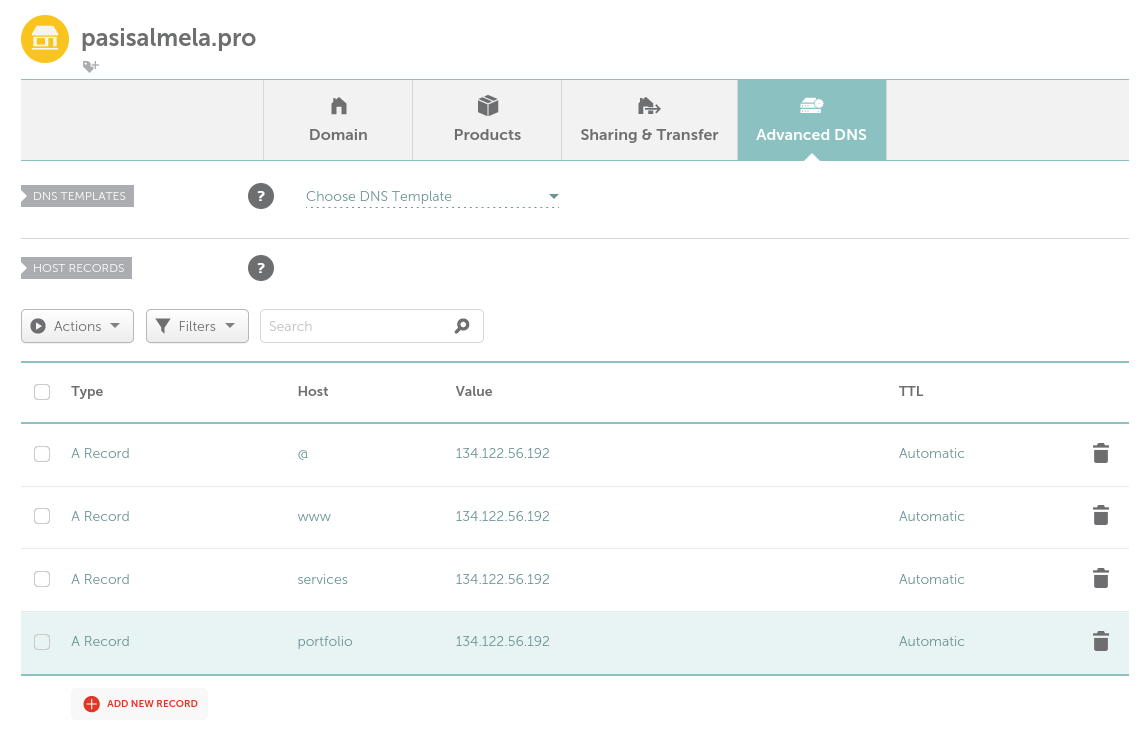 pasisalmela.pro
Domain
Products
Sharing & Transfer
Advanced DNS
DNS TEMPLATES
?
Choose DNS Template
HOST RECORDS
?
Actions
Filters
Search
Type Host Value TTL
A Record @ 134.122.56.192 Automatic
A Record www 134.122.56.192 Automatic
A Record services 134.122.56.192 Automatic
A Record portfolio 134.122.56.192 Automatic
ADD NEW RECORD